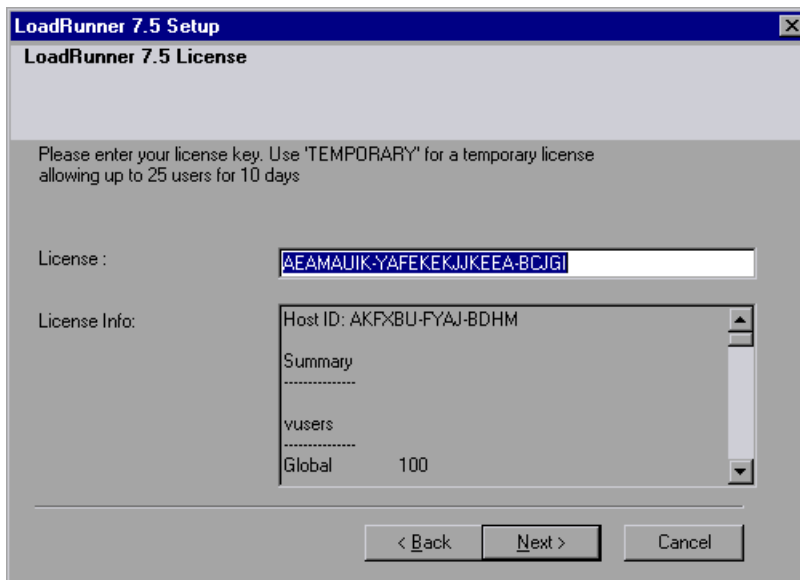 LoadRunner 7.5 Setup
LoadRunner 7.5 License
Please enter your license key. Use 'TEMPORARY' for a temporary license
allowing up to 25 users for 10 days
License :
AEAMAUIK-YAFEKEKJJKEEA-BCJGI
License Info:
Host ID: AKFXBU-FYAJ-BDHM
Summary
---------------
vusers
---------------
Global 100
< Back
Next >
Cancel